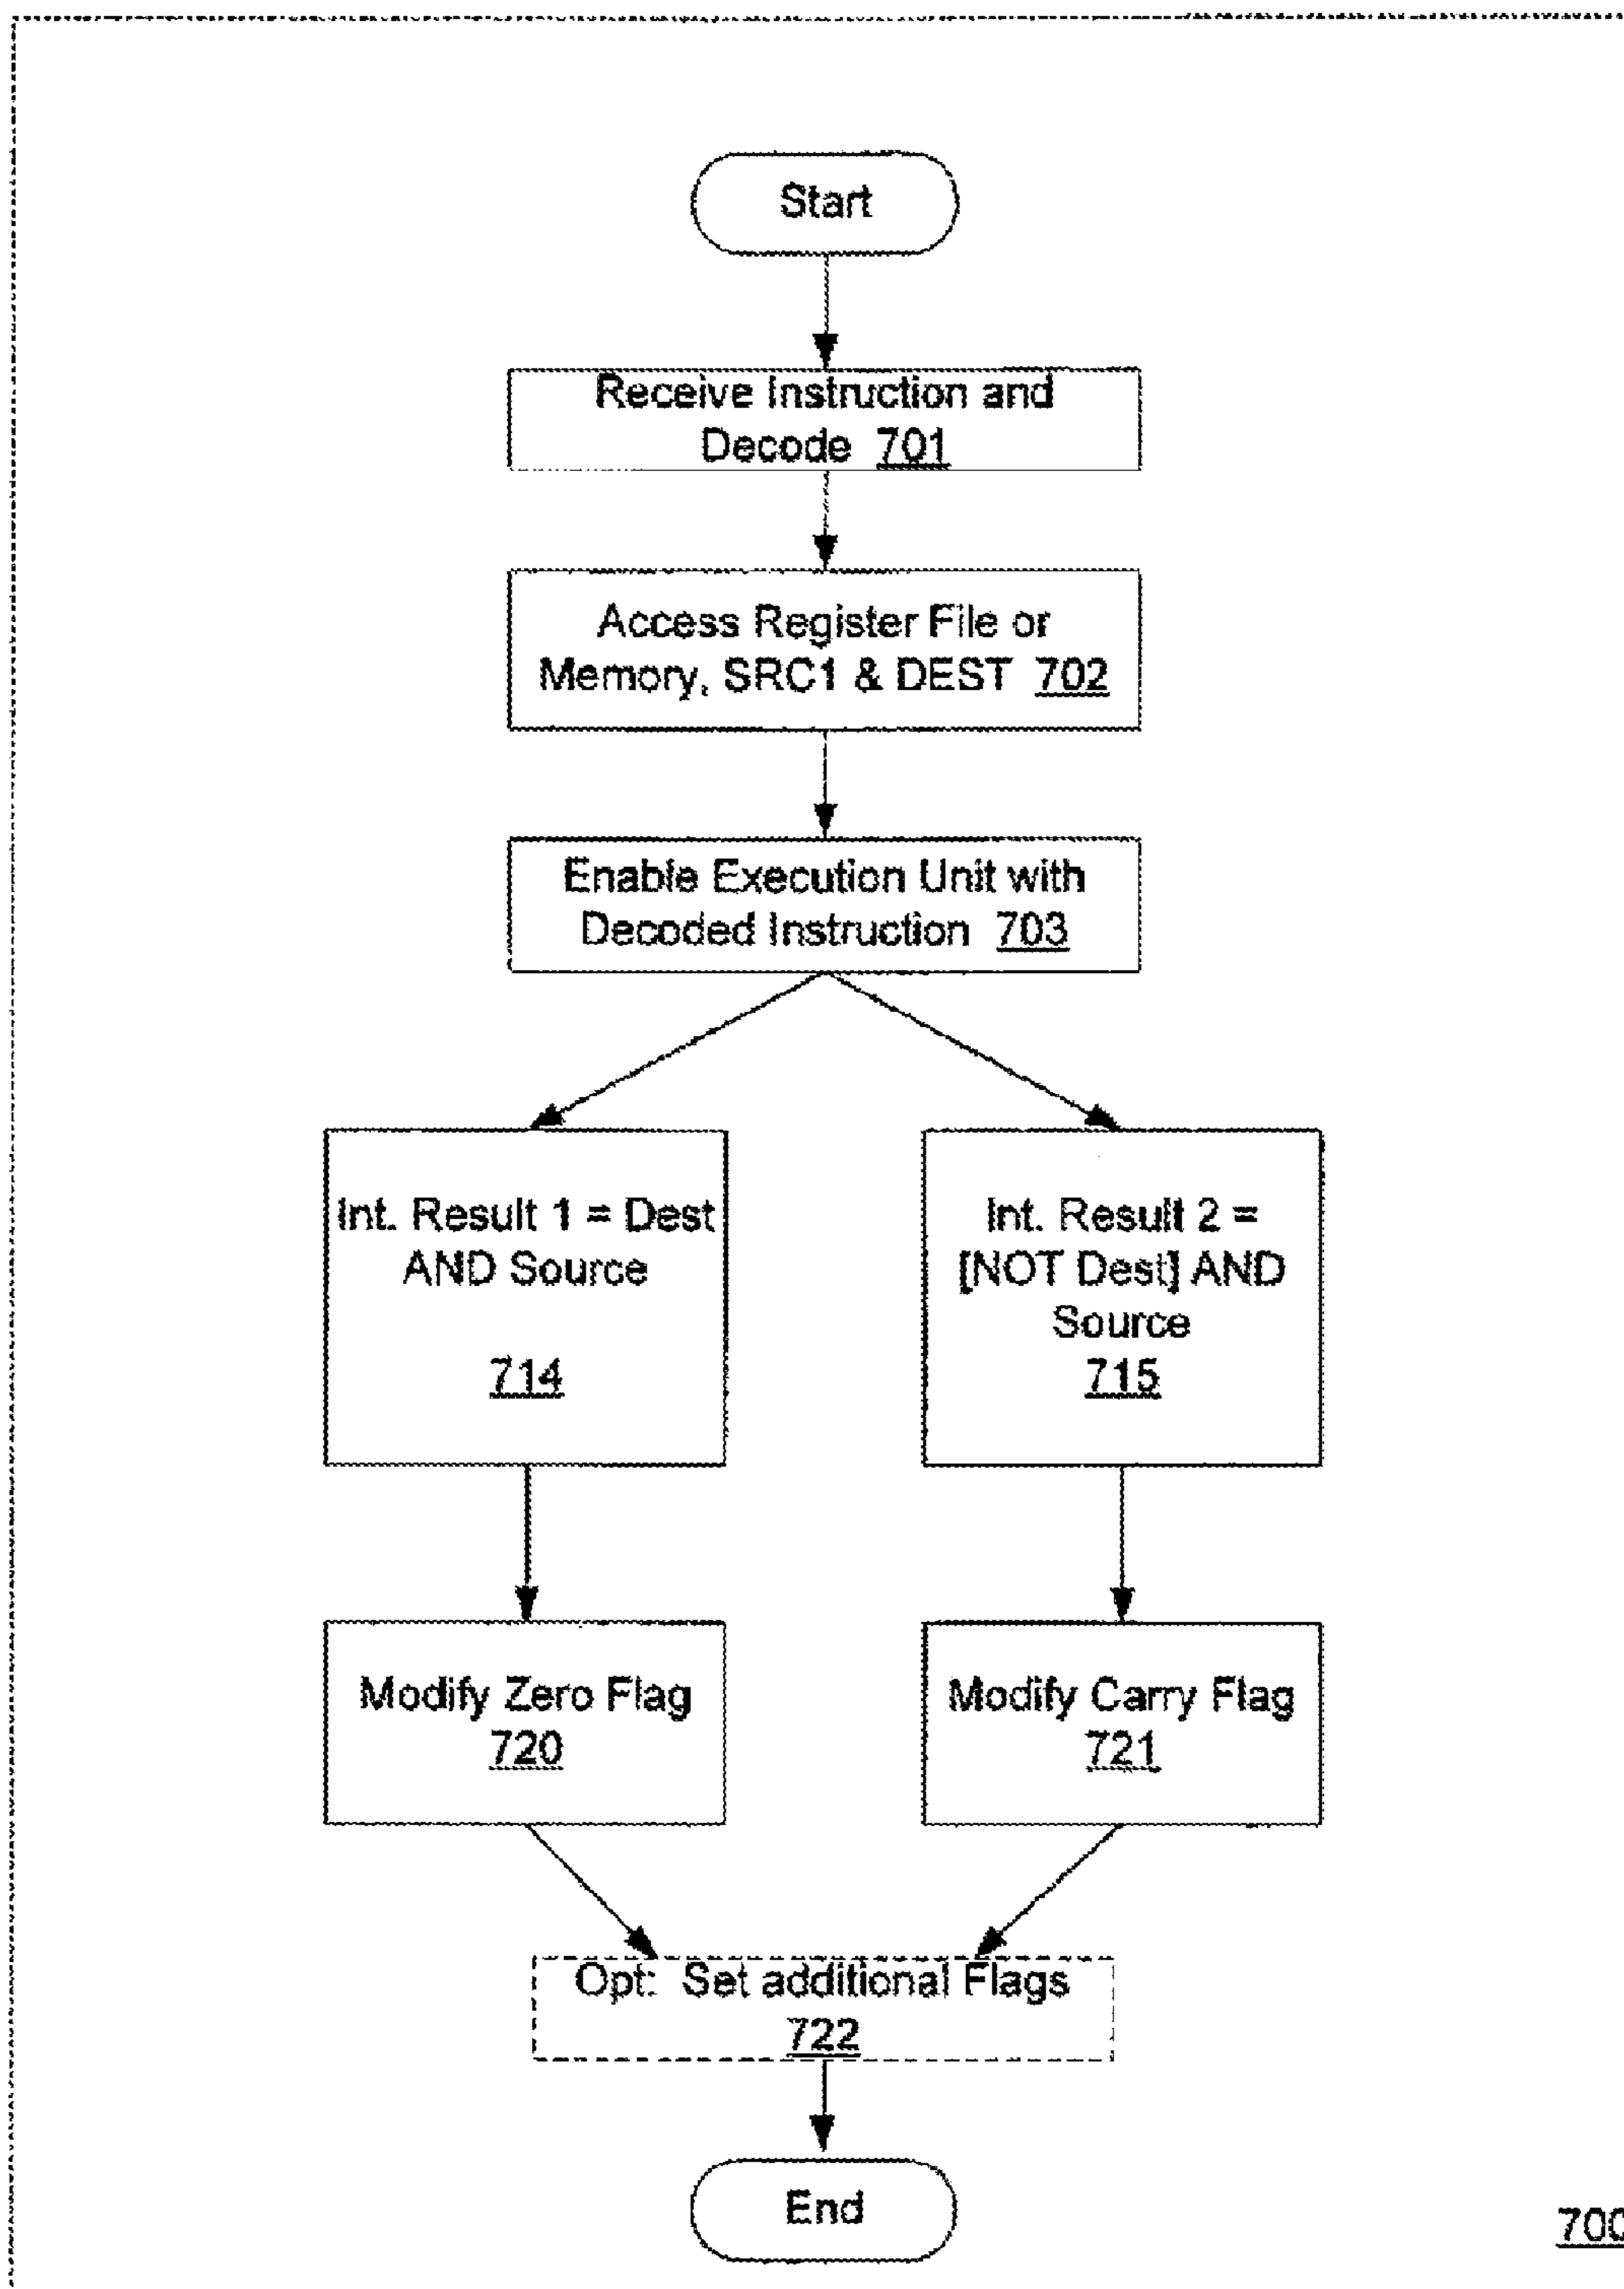 Start
Receive Instruction and
Decode 701
Access Register File or
Memory, SRC1 & DEST 702
Enable Execution Unit with
Decoded Instruction 703
Int. Result 1 = Dest
AND Source
714
Int. Result 2 =
[NOT Dest] AND
Source
715
Modify Zero Flag
720
Modify Carry Flag
721
Opt: Set additional Flags
722
End
700